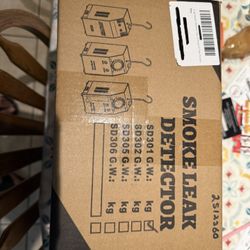 SMOKE LEAK
DETECTOR
SD301 G.W.: kg
SD302 G.W.: kg
SD305 G.W.: kg
SD306 G.W.: kg